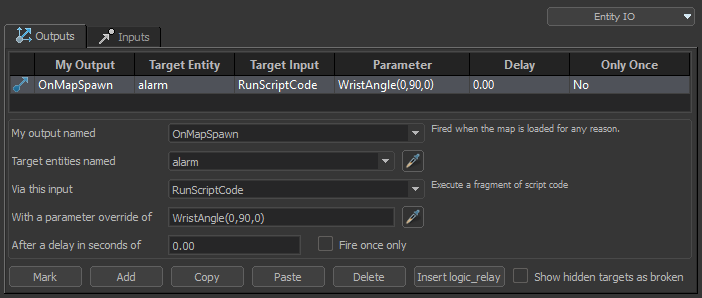 Entity IO
Outputs Inputs
My Output Target Entity Target Input Parameter Delay Only Once
OnMapSpawn alarm RunScriptCode WristAngle(0,90,0) 0.00 No
My output named OnMapSpawn Fired when the map is loaded for any reason.
Target entities named alarm
Via this input RunScriptCode Execute a fragment of script code
With a parameter override of WristAngle(0,90,0)
After a delay in seconds of 0.00 Fire once only
Mark Add Copy Paste Delete Insert logic_relay Show hidden targets as broken